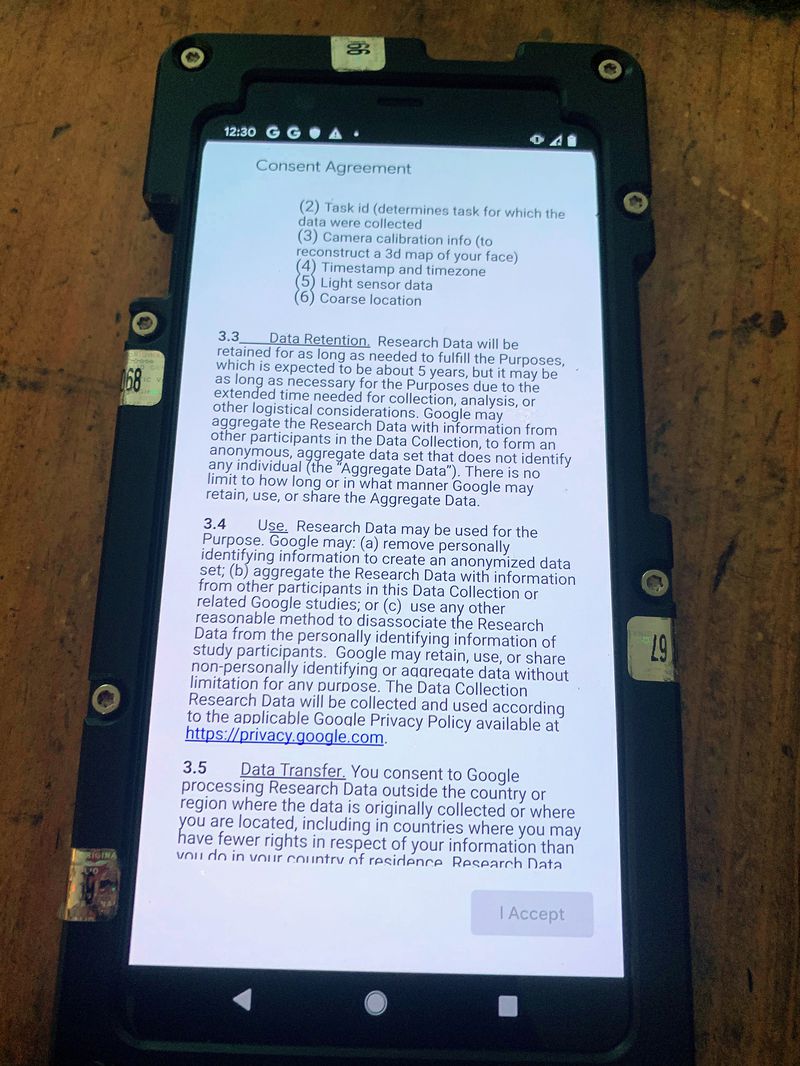 99
12:30 G G
Consent Agreement
(2) Task id (determines task for which the
data were collected
(3) Camera calibration info (to
reconstruct a 3d map of your face)
(4) Timestamp and timezone
(5) Light sensor data
(6) Coarse location
3.3 Data Retention. Research Data will be
retained for as long as needed to fulfill the Purposes,
which is expected to be about 5 years, but it may be
as long as necessary for the Purposes due to the
extended time needed for collection, analysis, or
other logistical considerations. Google may
aggregate the Research Data with information from
other participants in the Data Collection, to form an
anonymous, aggregate data set that does not identify
any individual (the "Aggregate Data"). There is no
limit to how long or in what manner Google may
retain, use, or share the Aggregate Data.
3.4 Use. Research Data may be used for the
Purpose. Google may: (a) remove personally
identifying information to create an anonymized data
set; (b) aggregate the Research Data with information
from other participants in this Data Collection or
related Google studies; or (c) use any other
reasonable method to disassociate the Research
Data from the personally identifying information of
study participants. Google may retain, use, or share
non-personally identifying or aggregate data without
limitation for any purpose. The Data Collection
Research Data will be collected and used according
to the applicable Google Privacy Policy available at
https://privacy.google.com.
3.5 Data Transfer. You consent to Google
processing Research Data outside the country or
region where the data is originally collected or where
you are located, including in countries where you may
have fewer rights in respect of your information than
you do in your country of residence. Research Data
I Accept
068
67